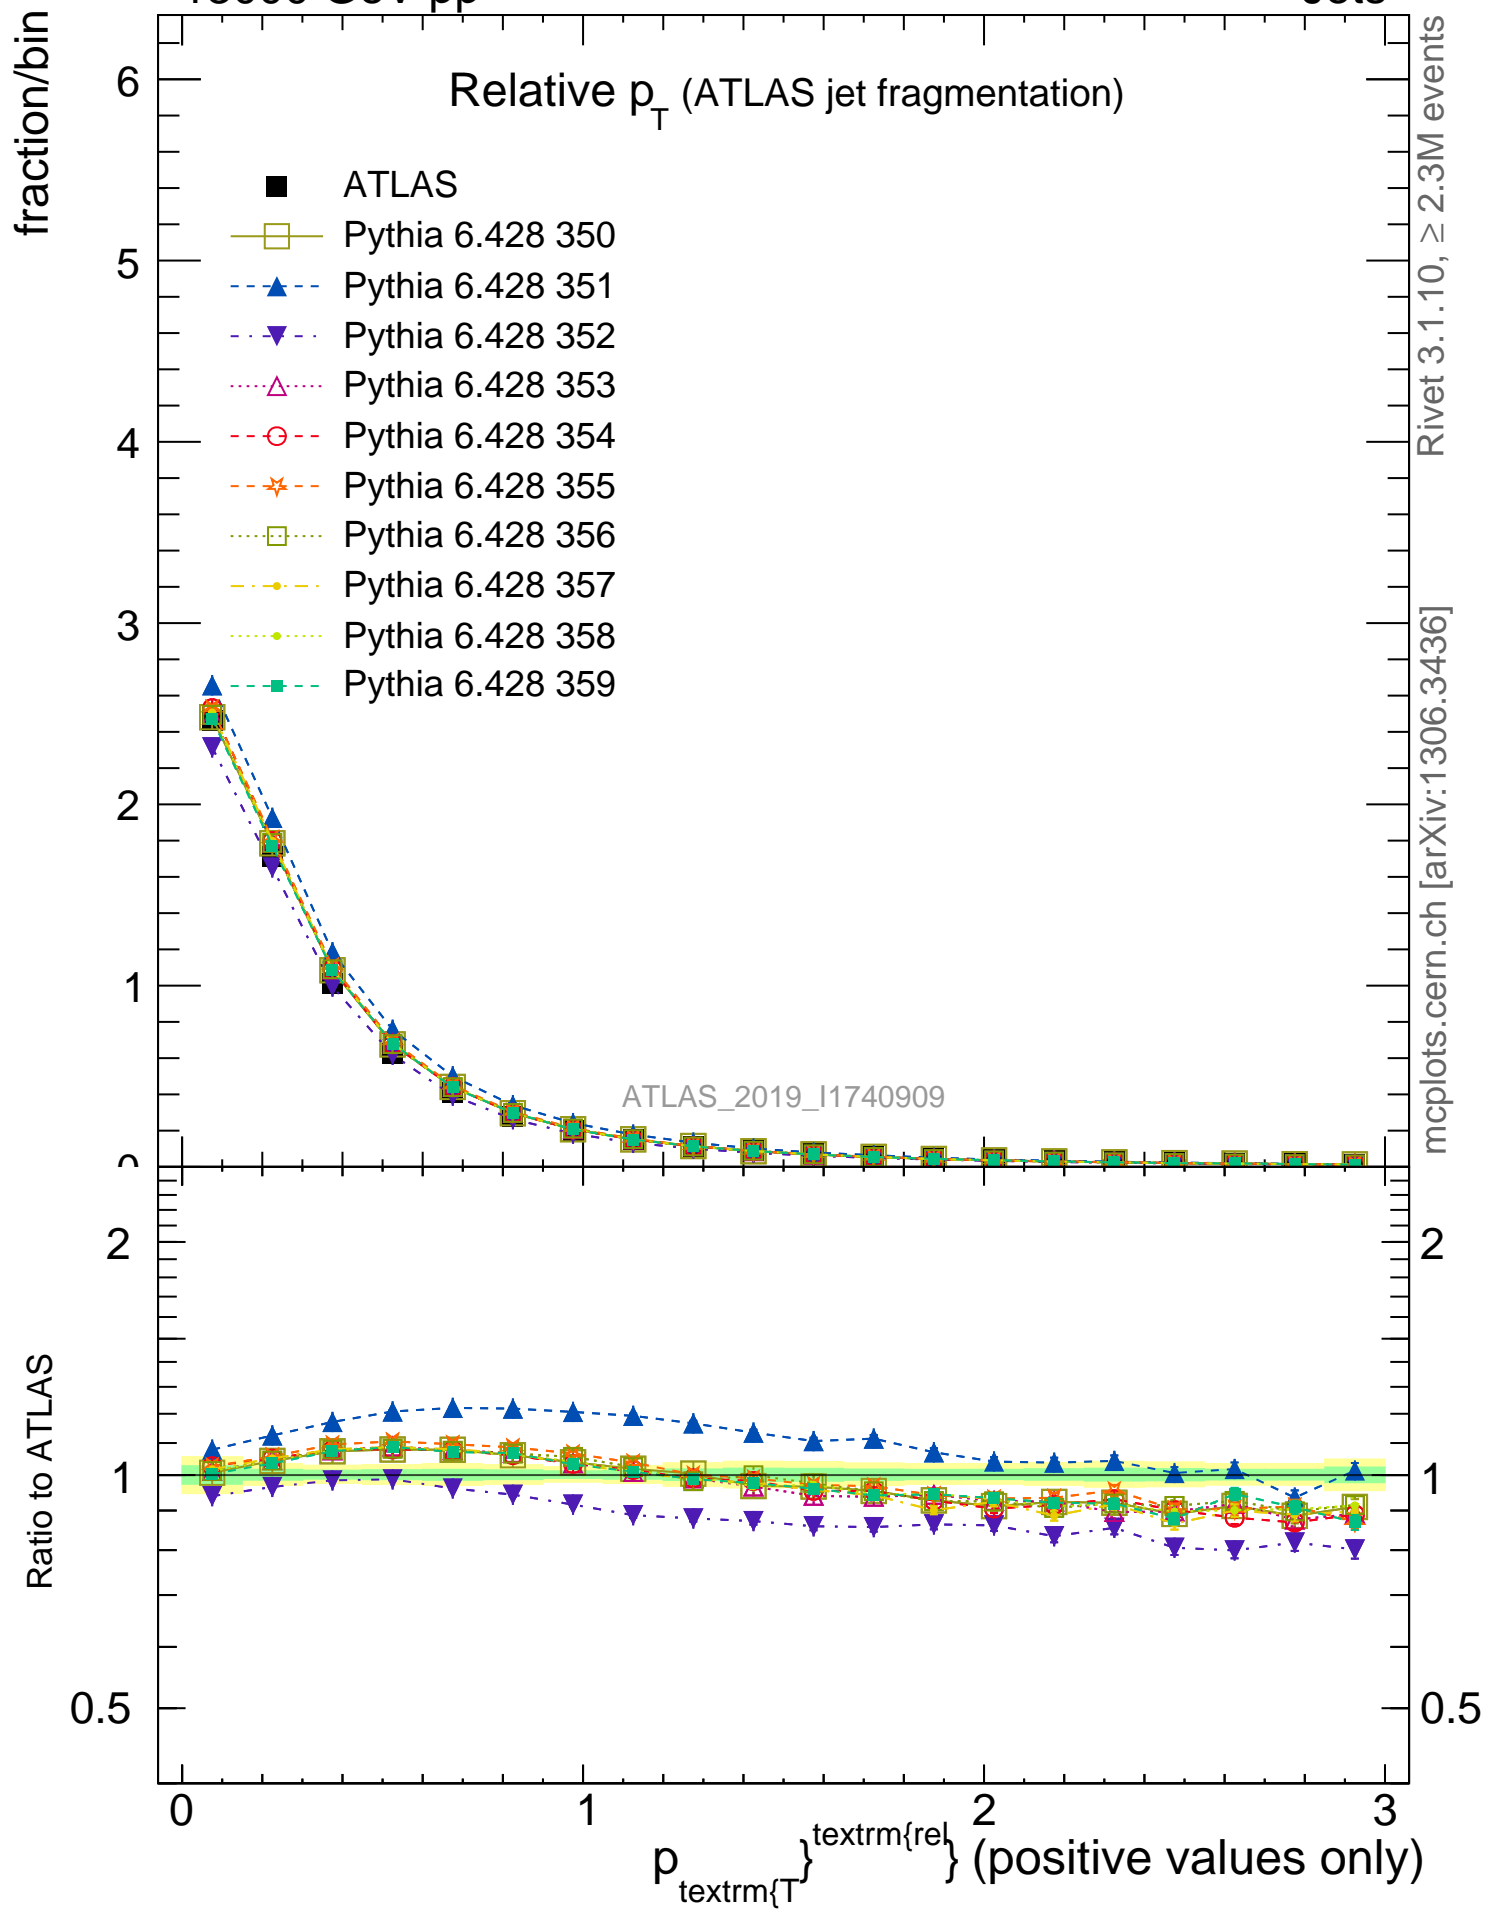 fraction/bin
Relative p_T (ATLAS jet fragmentation)
ATLAS
Pythia 6.428 350
Pythia 6.428 351
Pythia 6.428 352
Pythia 6.428 353
Pythia 6.428 354
Pythia 6.428 355
Pythia 6.428 356
Pythia 6.428 357
Pythia 6.428 358
Pythia 6.428 359
6
5
4
3
2
1
0
ATLAS_2019_I1740909
Rivet 3.1.10, ≥ 2.3M events
mcplots.cern.ch [arXiv:1306.3436]
Ratio to ATLAS
2
1
0.5
2
1
0.5
0
1
2
3
p_textrm{T}^textrm{rel} (positive values only)